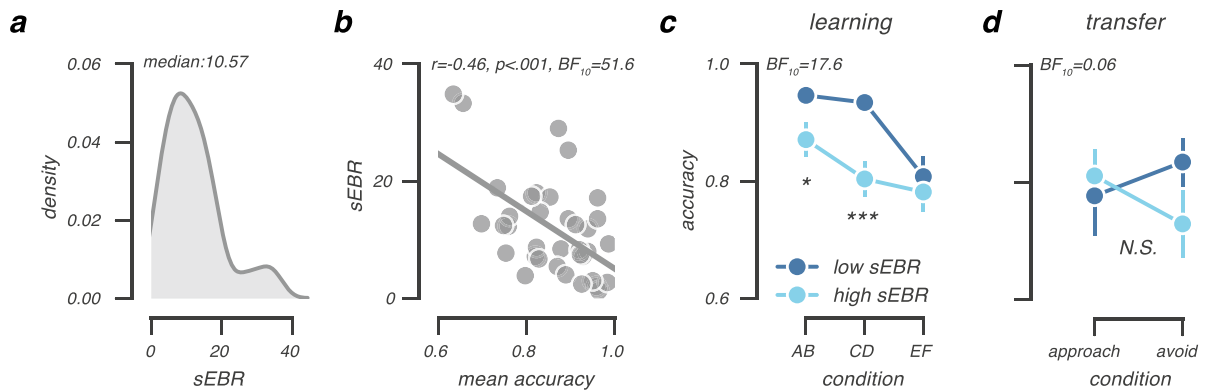 a
median:10.57
0.06
0.04
0.02
0.00
density
0
20
40
sEBR
b
r=-0.46, p<.001, BF10=51.6
40
20
0
sEBR
0.6
0.8
1.0
mean accuracy
c
learning
BF10=17.6
1.0
0.8
0.6
accuracy
*
***
low sEBR
high sEBR
AB
CD
EF
condition
d
transfer
BF10=0.06
N.S.
approach
avoid
condition